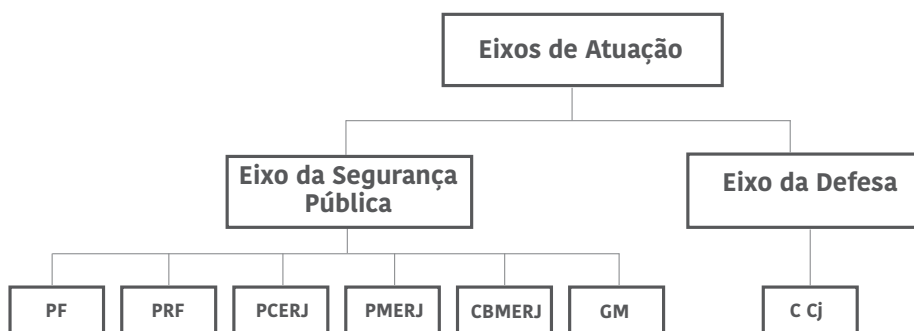 Eixos de Atuação
Eixo da Segurança
Pública
Eixo da Defesa
PF
PRF
PCERJ
PMERJ
CBMERJ
GM
C Cj